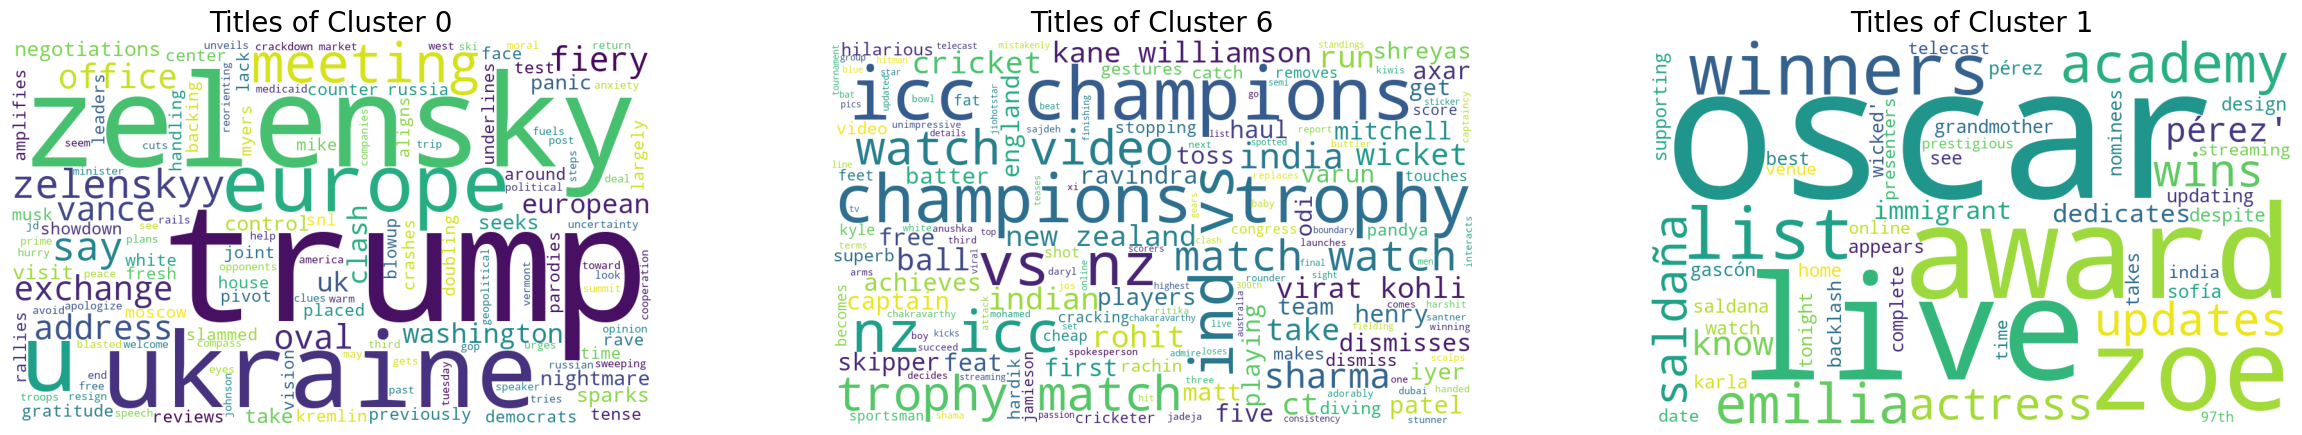 Titles of Cluster 0
negotiations
center
unveils
crackdown
market
west
ski
moral
return
office
meeting
lack
face
fiery
test
panic
anxiety
amplifies
leaders
handling
backing
reorienting
medicaid
counter russia
myers
mike
companies
aligns
trip
underlines
fuels
post
steps
largely
zelensky
seem
cuts
minister
zelenskyy
europe
around
political
deal
european
musk
vance
rails
see
control
snl
clash
seeks
uncertainty
jd
showdown
help
prime
plans
hurry
say
joint
opponents
america
blowup
crashes
doubling
geopolitical
vermont
parodies
toward
look
summit
cooperation
trump
visit
peace
white
fresh
house
pivot
uk
clues
warm
placed
exchange
avoid
apologize
moscow
address
slammed
oval
washington
opinion
rave
gop
urges
rallies
u
blasted
welcome
compass
vision
may
third
gets
time
russian
sweeping
ukraine
end
free
resign
eyes
johnson
past
tuesday
speaker
tries
nightmare
sparks
troops
speech
gratitude
reviews
take
kremlin
previously
democrats
tense
Titles of Cluster 6
hilarious
telecast
mistakenly
kane williamson
standings
run
shreyas
group
blue
hitman
star
cricket
gestures
catch
removes
kiwis
axar
tournament
bat
pics
updated
icc champions
england
semi
go
get
score
sticker
captaincy
bowl
fat
beat
unimpressive
details
jiohotstar
finishing
video
sajdeh
stopping
next
list
haul
report
spotted
mitchell
watch video
toss
india
wicket
buttler
line
feet
batter
ravindra
varun
touches
champions trophy
vs
teases
xi
replaces
gears
tv
odi
baby
kyle
white
anushka
top
scorers
congress
pandya
terms
third
free
new zealand
clash
launches
boundary
men
interacts
superb
ball
arms
viral
vs nz
shot
daryl
online
match watch
final
sight
rounder
achieves
jos
highest
virat kohli
captain
indian
players
ind
300th
comes
harshit
becomes
chakravarthy
attack
mohamed
ritika
cracking
chakaravarthy
team
henry
santner
winning
nz icc
set
live
cheap
rohit
australia
playing
take
fielding
boy
kicks
succeed
spokesperson
admire
loses
dismisses
skipper
feat
first
rachin
makes
dismiss
scalps
iyer
decides
streaming
hardik
jamieson
three
sharma
one
handed
dubai
trophy match
matt
adorably
hit
five
ct
diving
patel
sportsman
shama
passion
cricketer
jadeja
consistency
stunner
Titles of Cluster 1
supporting
winners
telecast
pérez
academy
nominees
design
oscar
grandmother
wicked'
presenters
prestigious
pérez'
best
venue
see
streaming
wins
list
immigrant
dedicates
updating
despite
saldaña
online
appears
award
takes
gascón
home
india
sofía
live
saldana
watch
know
tonight
backlash
complete
time
updates
karla
zoe
date
emilia
actress
97th